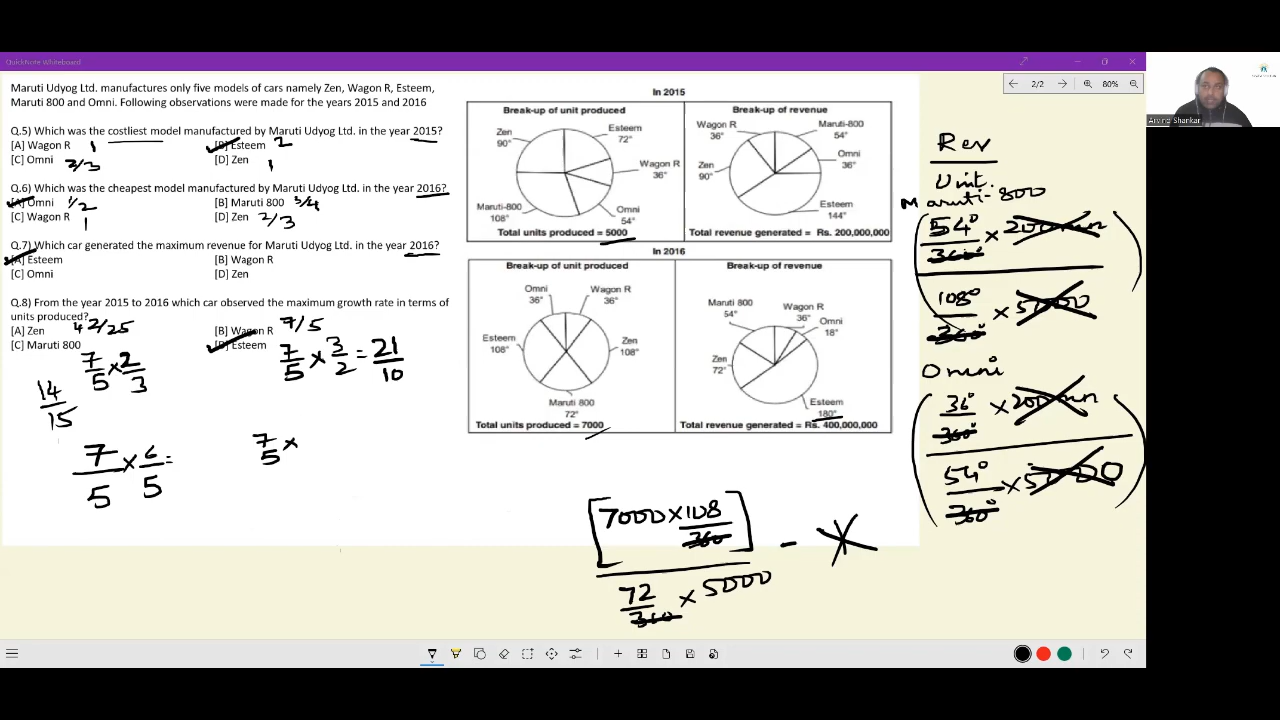 QuickNote Whiteboard
2/2
80%
Maruti Udyog Ltd. manufactures only five models of cars namely Zen, Wagon R, Esteem,
Maruti 800 and Omni. Following observations were made for the years 2015 and 2016
Q.5) Which was the costliest model manufactured by Maruti Udyog Ltd. in the year 2015?
[A] Wagon R 1
[B] Esteem 2
[C] Omni 2/3
[D] Zen 1
Q.6) Which was the cheapest model manufactured by Maruti Udyog Ltd. in the year 2016?
[A] Omni 1/2
[B] Maruti 800 3/4
[C] Wagon R 1
[D] Zen 2/3
Q.7) Which car generated the maximum revenue for Maruti Udyog Ltd. in the year 2016?
[A] Esteem
[B] Wagon R
[C] Omni
[D] Zen
Q.8) From the year 2015 to 2016 which car observed the maximum growth rate in terms of
units produced?
[A] Zen 42/25
[B] Wagon R 7/5
[C] Maruti 800
[D] Esteem
7/5 × 2/3
14/15
7/5 × 3/2 = 21/10
7/5 × 6/5 =
7/5 ×
In 2015
Break-up of unit produced
Zen
90°
Esteem
72°
Wagon R
36°
Maruti-800
108°
Omni
54°
Total units produced = 5000
Break-up of revenue
Wagon R
36°
Maruti-800
54°
Omni
36°
Zen
90°
Esteem
144°
Total revenue generated = Rs. 200,000,000
In 2016
Break-up of unit produced
Omni
36°
Wagon R
36°
Esteem
108°
Zen
108°
Maruti 800
72°
Total units produced = 7000
Break-up of revenue
Maruti 800
54°
Wagon R
36°
Omni
18°
Zen
72°
Esteem
180°
Total revenue generated = Rs. 400,000,000
[7000 × 108/360]
72/360 × 5000
Rev
Unit
Maruti-800
54°/360° × 200mn
108°/360° × 5000
Omni
36°/360° × 200mn
54°/360° × 5000
Arvind Shankar